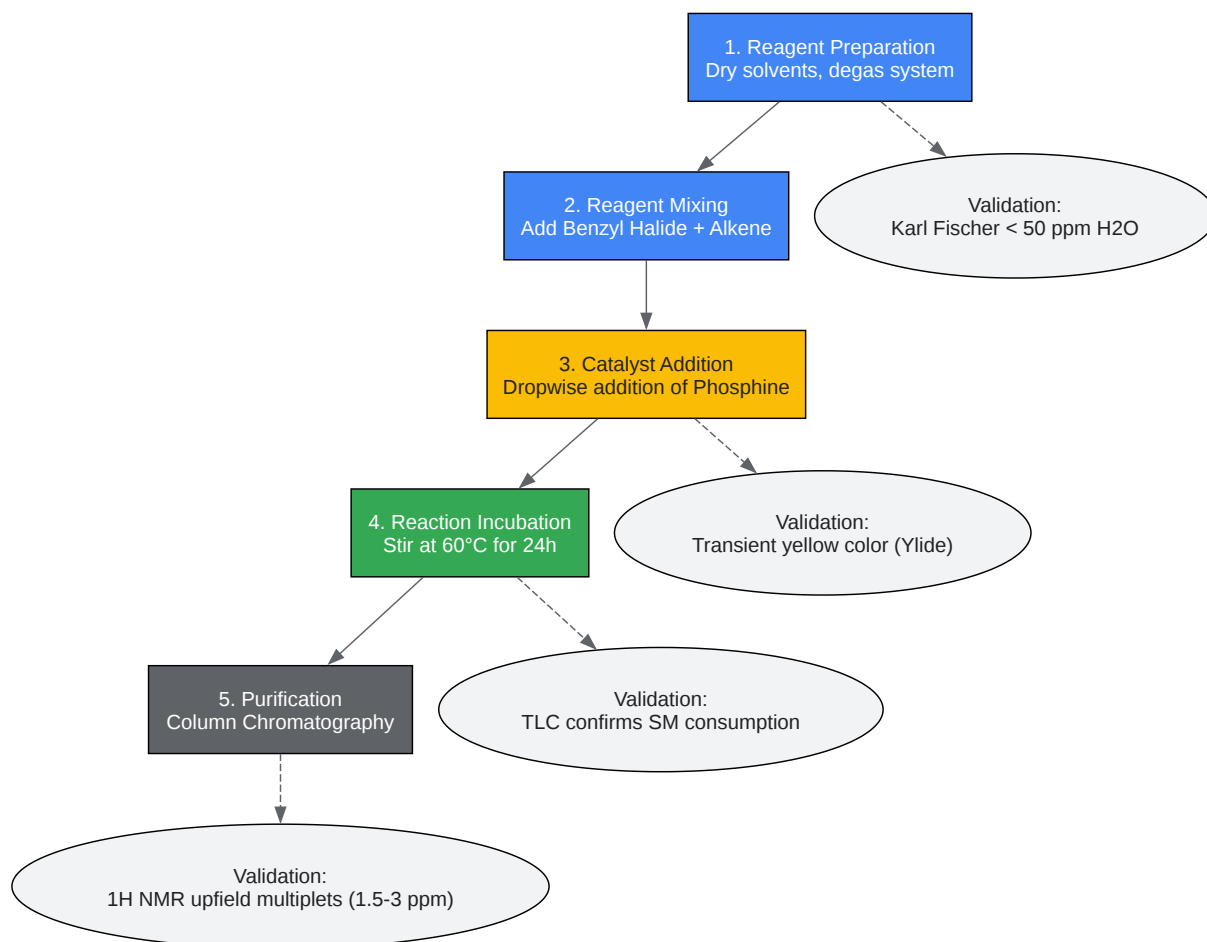 1. Reagent Preparation
Dry solvents, degas system
Validation:
Karl Fischer < 50 ppm H2O
2. Reagent Mixing
Add Benzyl Halide + Alkene
3. Catalyst Addition
Dropwise addition of Phosphine
Validation:
Transient yellow color (Ylide)
4. Reaction Incubation
Stir at 60°C for 24h
Validation:
TLC confirms SM consumption
5. Purification
Column Chromatography
Validation:
1H NMR upfield multiplets (1.5-3 ppm)